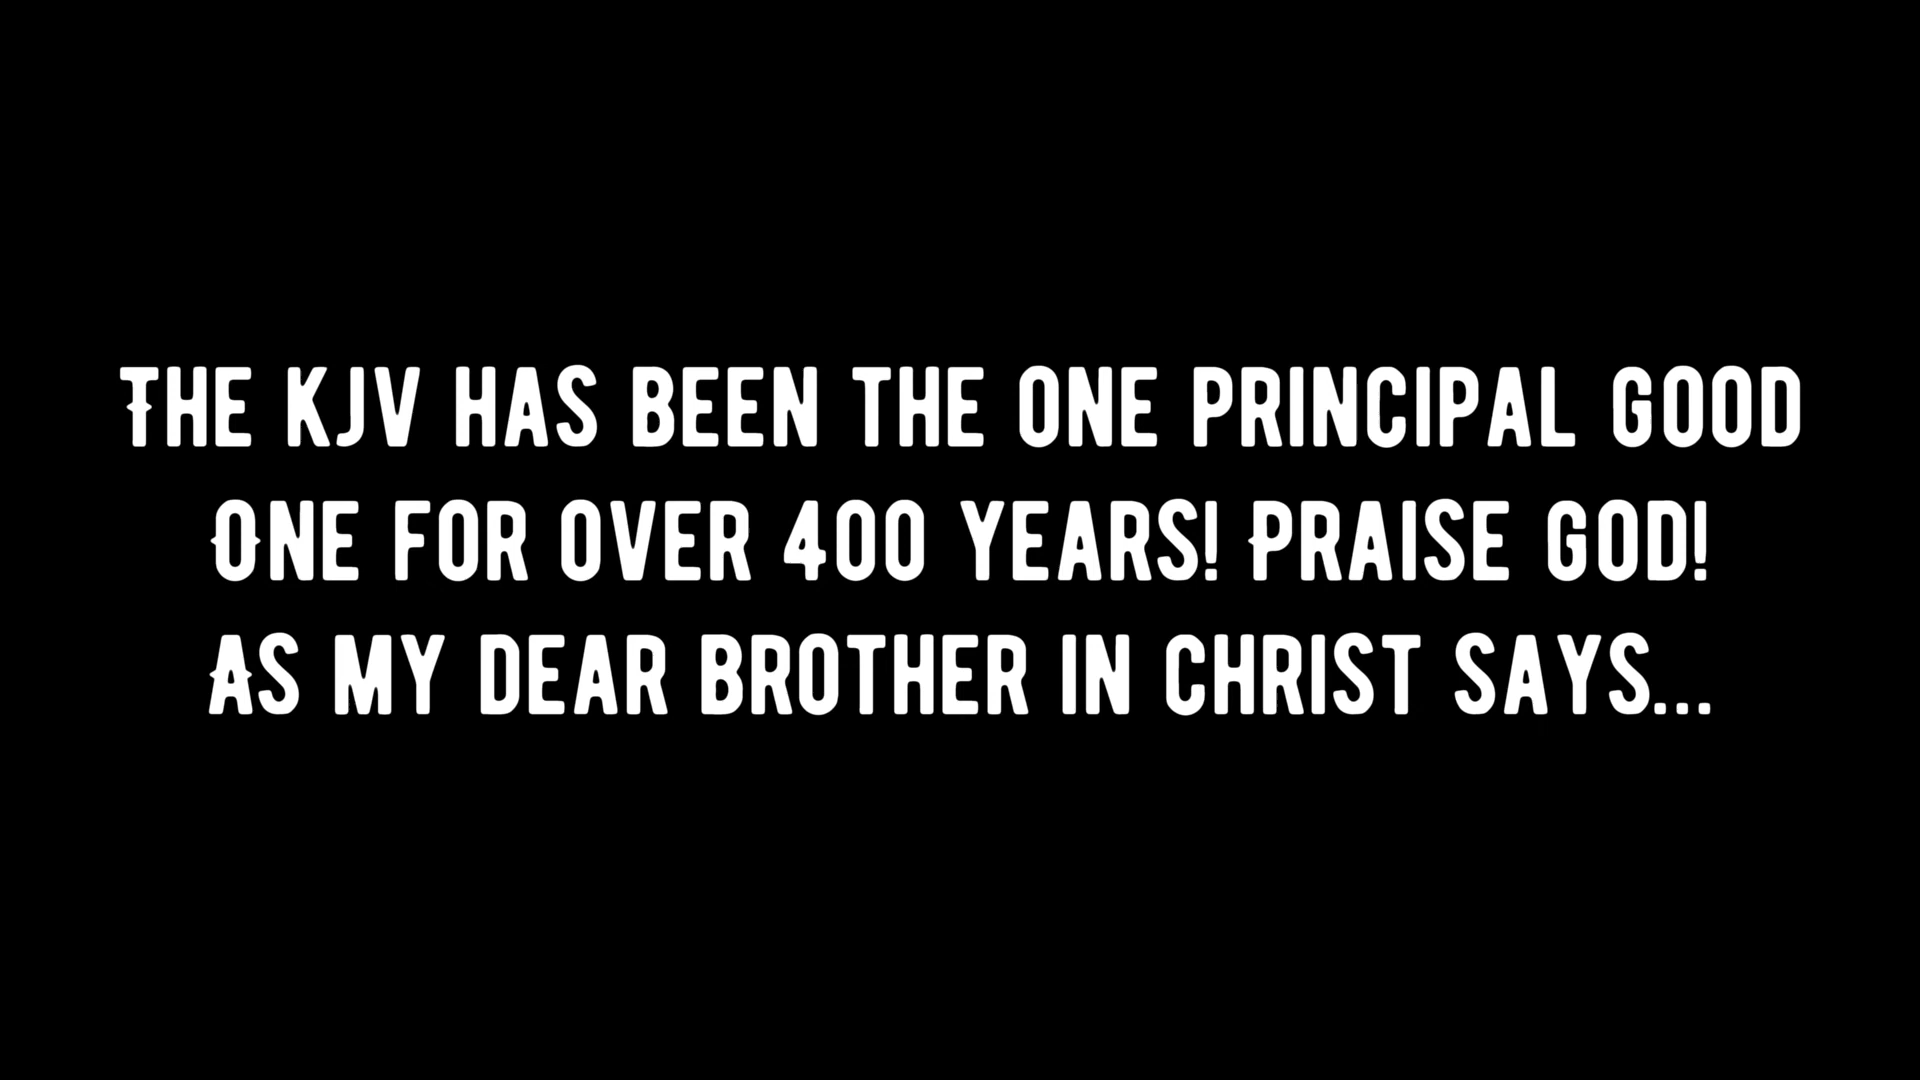 The KJV has been the one principal good
One for over 400 years! Praise God!
As my dear brother in Christ says...